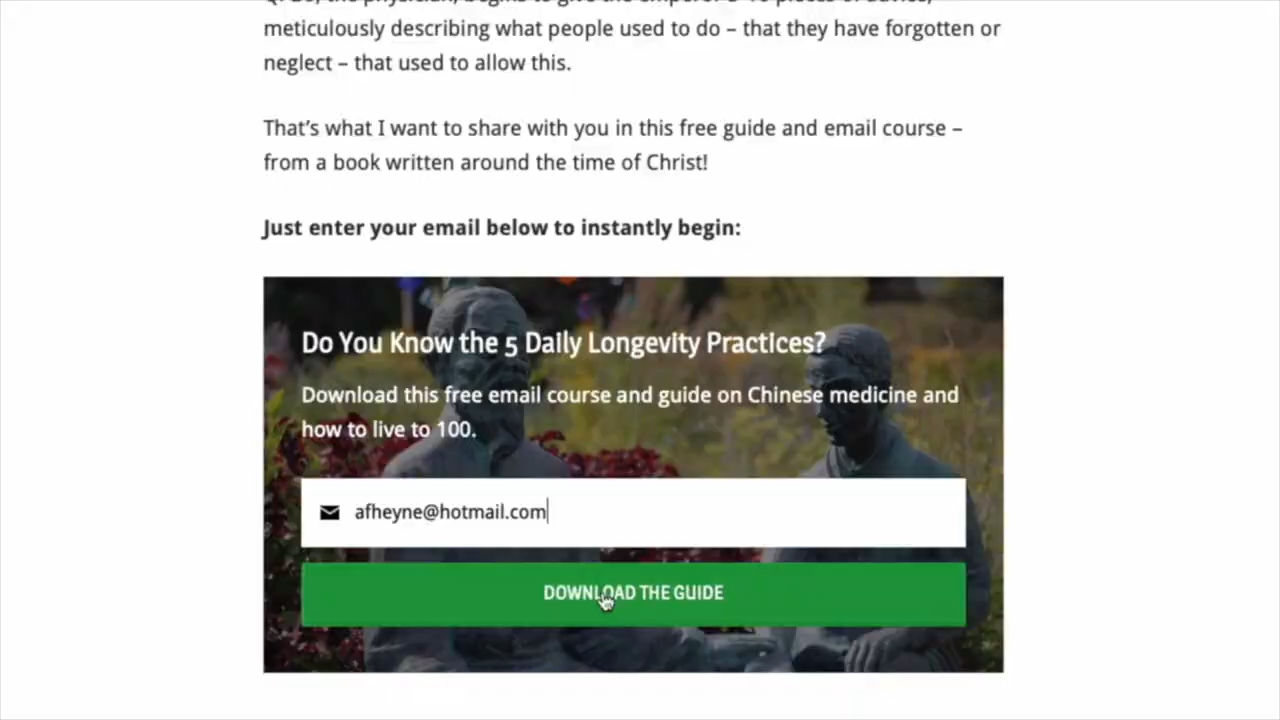 meticulously describing what people used to do – that they have forgotten or
neglect – that used to allow this.
That’s what I want to share with you in this free guide and email course –
from a book written around the time of Christ!
Just enter your email below to instantly begin:
Do You Know the 5 Daily Longevity Practices?
Download this free email course and guide on Chinese medicine and
how to live to 100.
afheyne@hotmail.com
DOWNLOAD THE GUIDE